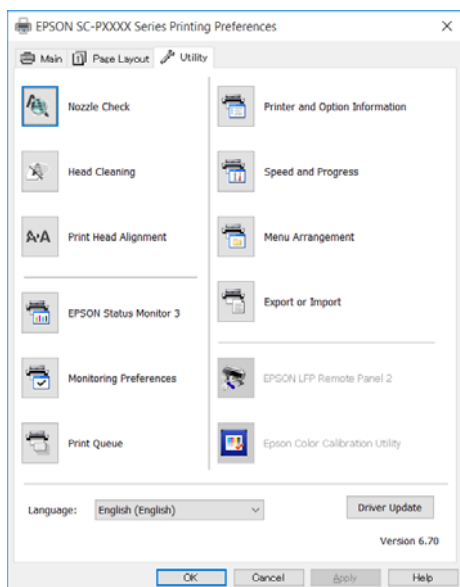 EPSON SC-PXXXX Series Printing Preferences
Main
Page Layout
Utility
Nozzle Check
Printer and Option Information
Head Cleaning
Speed and Progress
A·A
Print Head Alignment
Menu Arrangement
EPSON Status Monitor 3
Export or Import
Monitoring Preferences
EPSON LFP Remote Panel 2
Print Queue
Epson Color Calibration Utility
Language:
English (English)
Driver Update
Version 6.70
OK
Cancel
Apply
Help